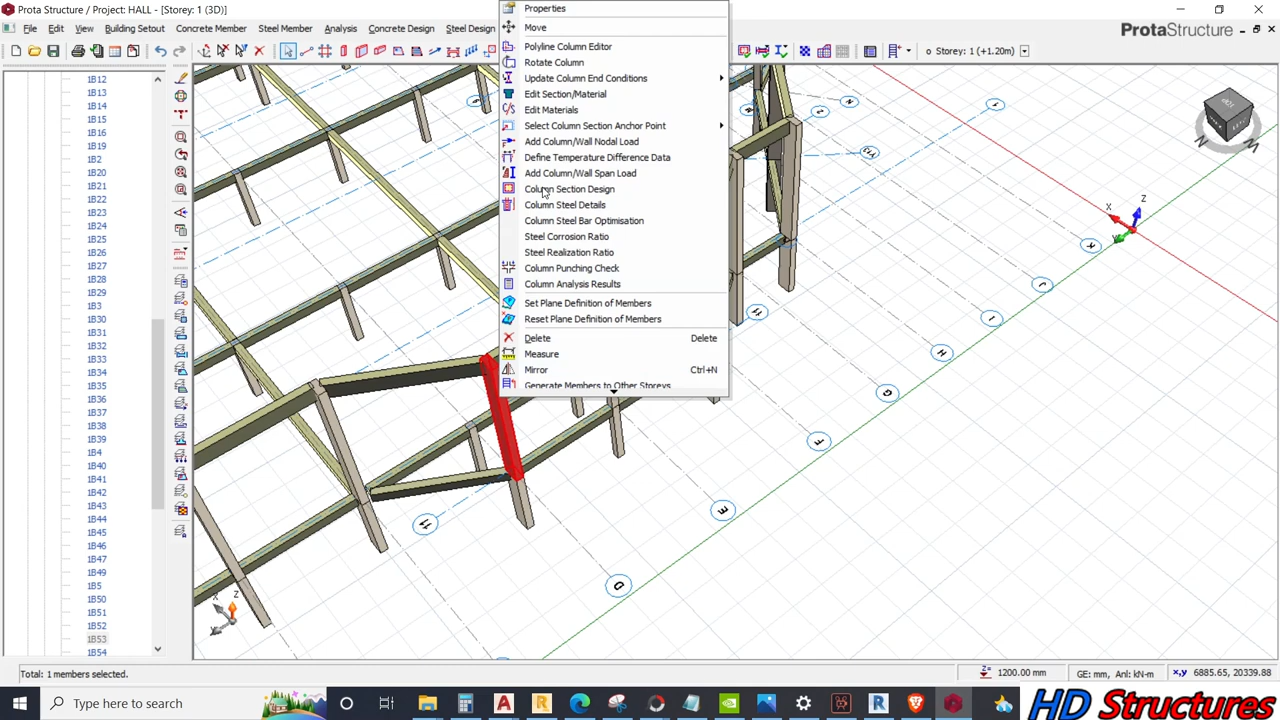 Prota Structure / Project: HALL - [Storey: 1 (3D)]
File Edit View Building Setout Concrete Member Steel Member Analysis Concrete Design Steel Design
ProtaStructure
Storey: 1 (+1.20m)
Properties
Move
Polyline Column Editor
Rotate Column
Update Column End Conditions
Edit Section/Material
Edit Materials
Select Column Section Anchor Point
Add Column/Wall Nodal Load
Define Temperature Difference Data
Add Column/Wall Span Load
Column Section Design
Column Steel Details
Column Steel Bar Optimisation
Steel Corrosion Ratio
Steel Realization Ratio
Column Punching Check
Column Analysis Results
Set Plane Definition of Members
Reset Plane Definition of Members
Delete Delete
Measure
Mirror Ctrl+N
Generate Members to Other Storeys
1B12
1B13
1B14
1B15
1B16
1B19
1B2
1B20
1B21
1B22
1B23
1B24
1B25
1B26
1B27
1B28
1B29
1B3
1B30
1B31
1B32
1B33
1B34
1B35
1B36
1B37
1B38
1B39
1B4
1B40
1B41
1B42
1B43
1B44
1B45
1B46
1B47
1B49
1B5
1B50
1B51
1B52
1B53
1B54
X
Z
K
J
I
H
G
F
E
D
11
11
Z
Total: 1 members selected.
Z= 1200.00 mm
GE: mm, Anl: kN-m
x,y 6885.65, 20339.88
Type here to search
HD Structures